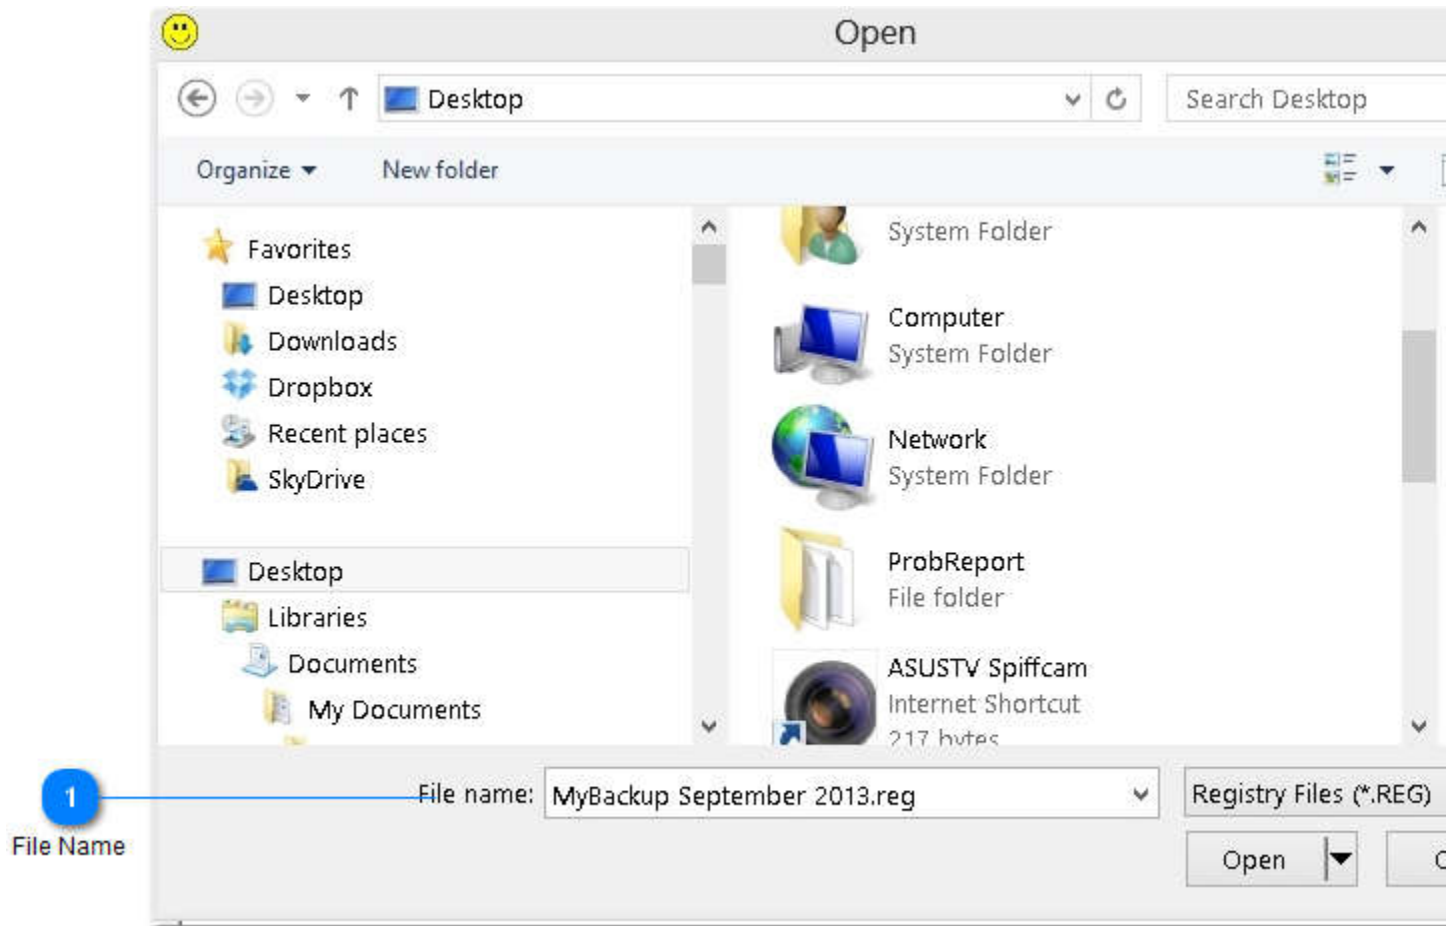 Open
Desktop
Search Desktop
Organize
New folder
Favorites
Desktop
Downloads
Dropbox
Recent places
SkyDrive
Desktop
Libraries
Documents
My Documents
System Folder
Computer
System Folder
Network
System Folder
ProbReport
File folder
ASUSTV Spiffcam
Internet Shortcut
217 bytes
1
File Name
File name: MyBackup September 2013.reg
Registry Files (*.REG)
Open